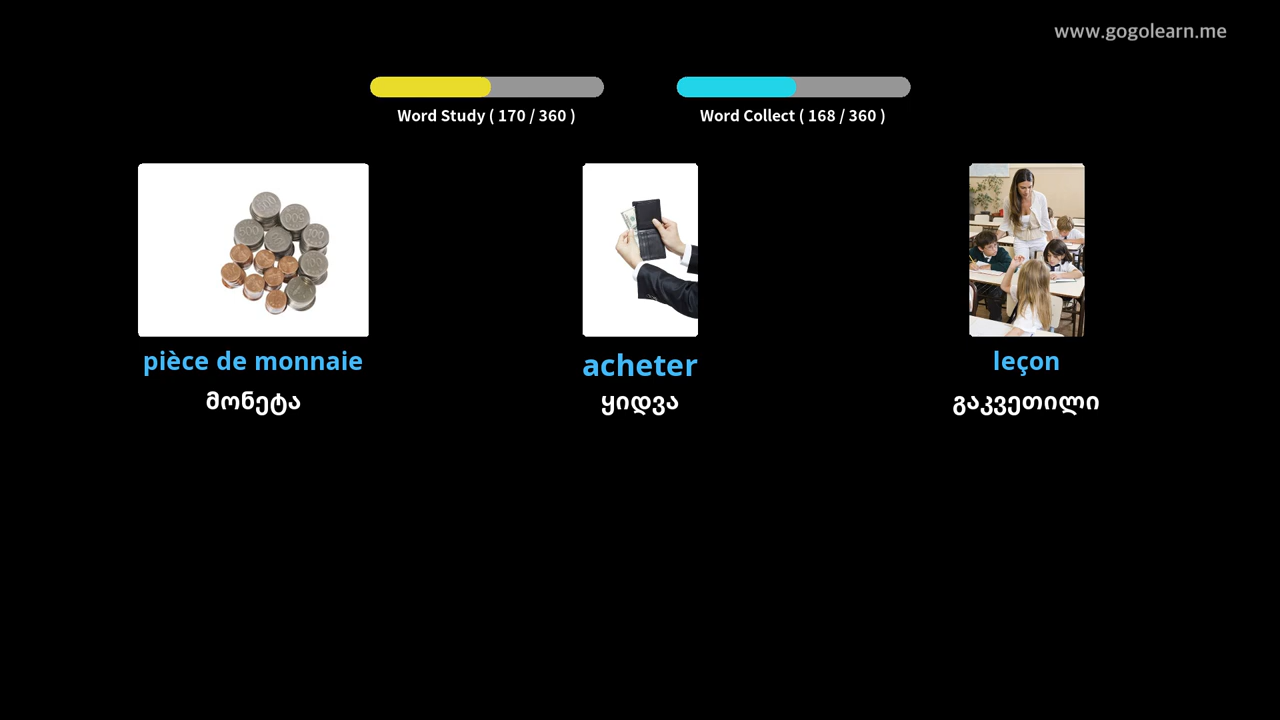 www.gogolearn.me
Word Study ( 170 / 360 )
Word Collect ( 168 / 360 )
pièce de monnaie
მონეტა
acheter
ყიდვა
leçon
გაკვეთილი